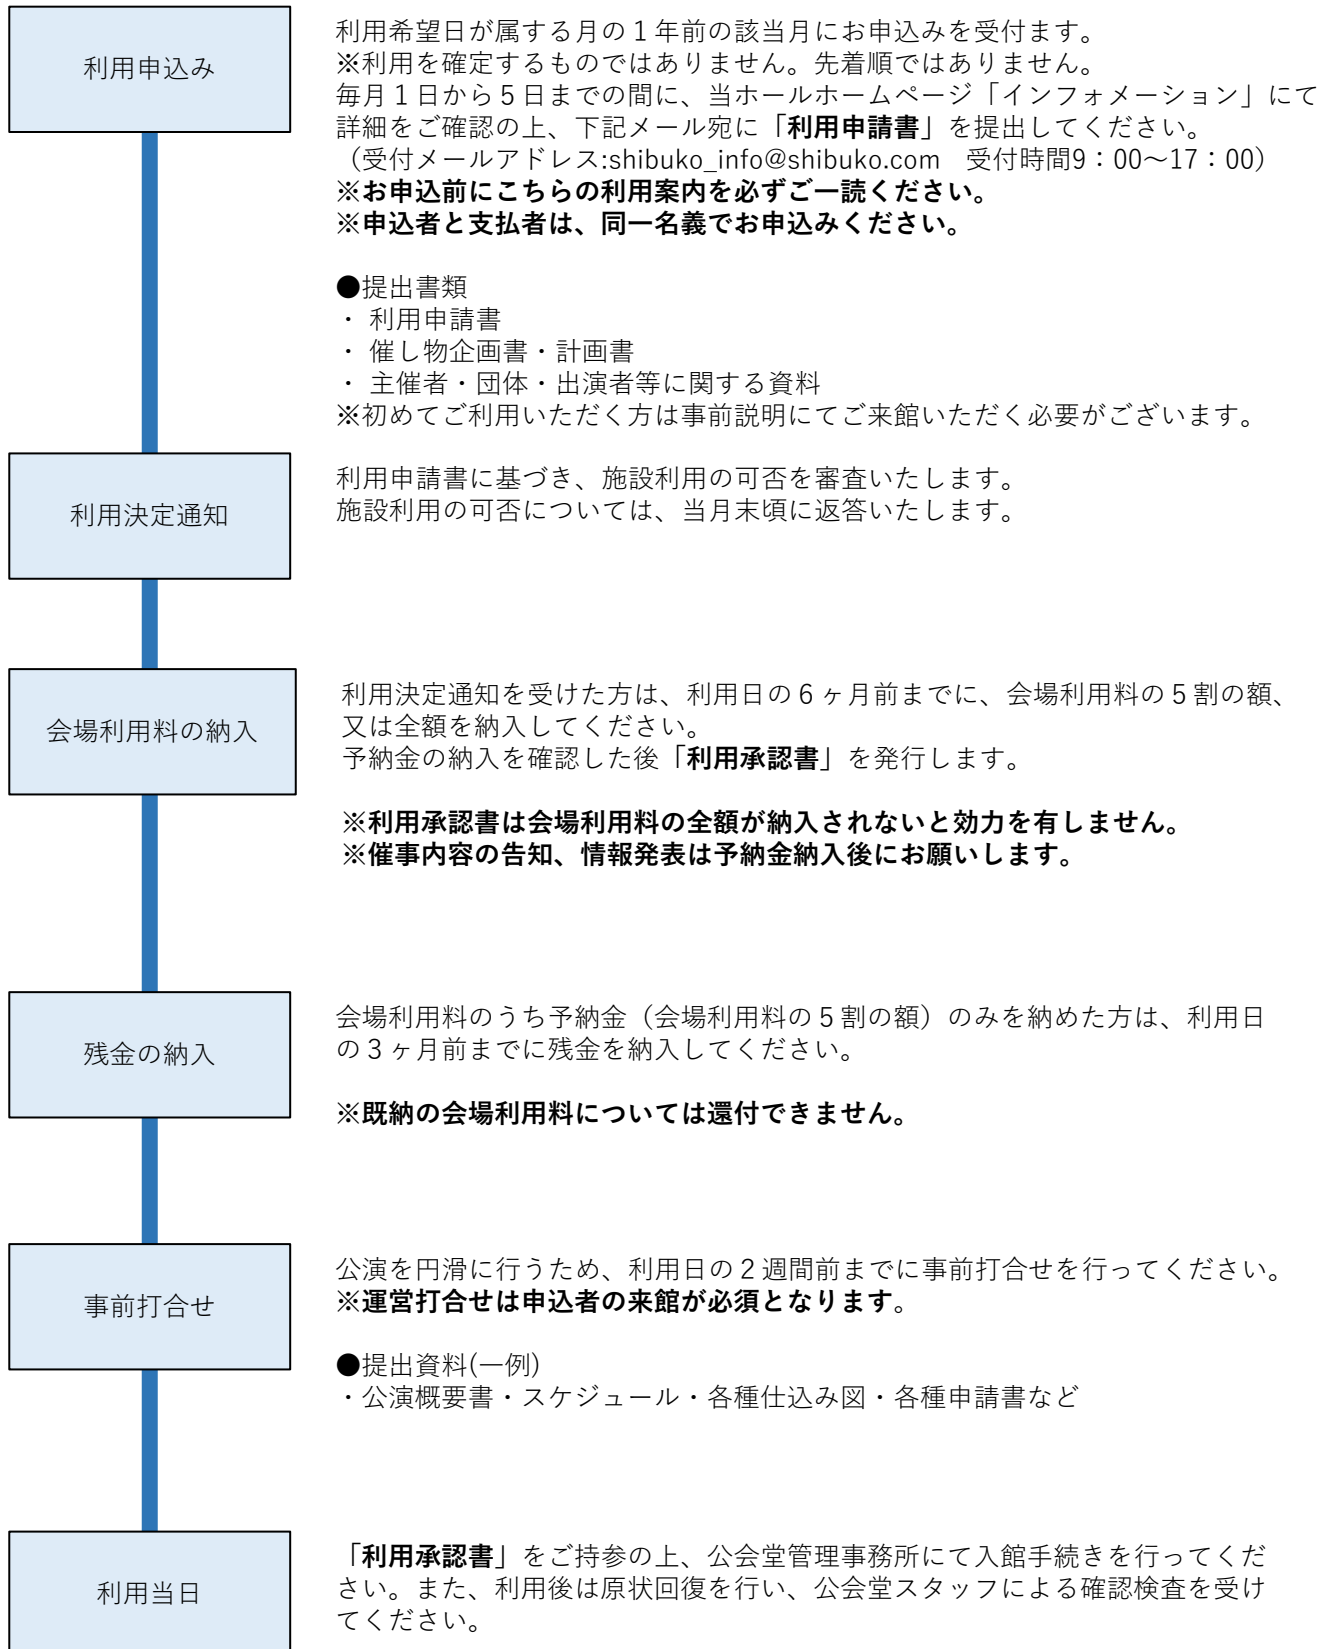 利用申込み
利用希望日が属する月の１年前の該当月にお申込みを受付ます。
※利用を確定するものではありません。先着順ではありません。
毎月１日から５日までの間に、当ホールホームページ「インフォメーション」にて
詳細をご確認の上、下記メール宛に「利用申請書」を提出してください。
（受付メールアドレス:shibuko_info@shibuko.com　受付時間9：00～17：00）
※お申込前にこちらの利用案内を必ずご一読ください。
※申込者と支払者は、同一名義でお申込みください。
●提出書類
・ 利用申請書
・ 催し物企画書・計画書
・ 主催者・団体・出演者等に関する資料
※初めてご利用いただく方は事前説明にてご来館いただく必要がございます。
利用決定通知
利用申請書に基づき、施設利用の可否を審査いたします。
施設利用の可否については、当月末頃に返答いたします。
会場利用料の納入
利用決定通知を受けた方は、利用日の６ヶ月前までに、会場利用料の５割の額、
又は全額を納入してください。
予納金の納入を確認した後「利用承認書」を発行します。
※利用承認書は会場利用料の全額が納入されないと効力を有しません。
※催事内容の告知、情報発表は予納金納入後にお願いします。
残金の納入
会場利用料のうち予納金（会場利用料の５割の額）のみを納めた方は、利用日
の３ヶ月前までに残金を納入してください。
※既納の会場利用料については還付できません。
事前打合せ
公演を円滑に行うため、利用日の２週間前までに事前打合せを行ってください。
※運営打合せは申込者の来館が必須となります。
●提出資料(一例)
・公演概要書・スケジュール・各種仕込み図・各種申請書など
利用当日
「利用承認書」をご持参の上、公会堂管理事務所にて入館手続きを行ってくだ
さい。また、利用後は原状回復を行い、公会堂スタッフによる確認検査を受け
てください。